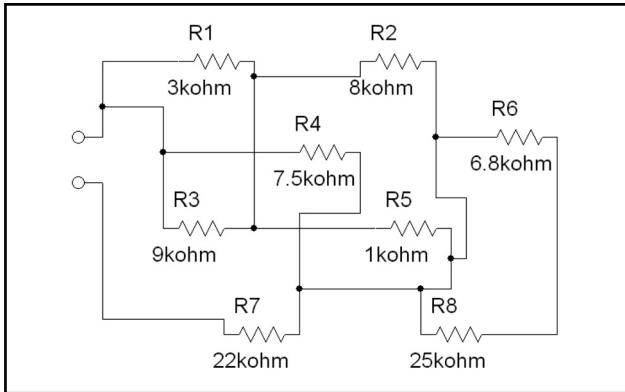 R1
3kohm
R2
8kohm
R6
6.8kohm
R4
7.5kohm
R3
9kohm
R5
1kohm
R7
22kohm
R8
25kohm